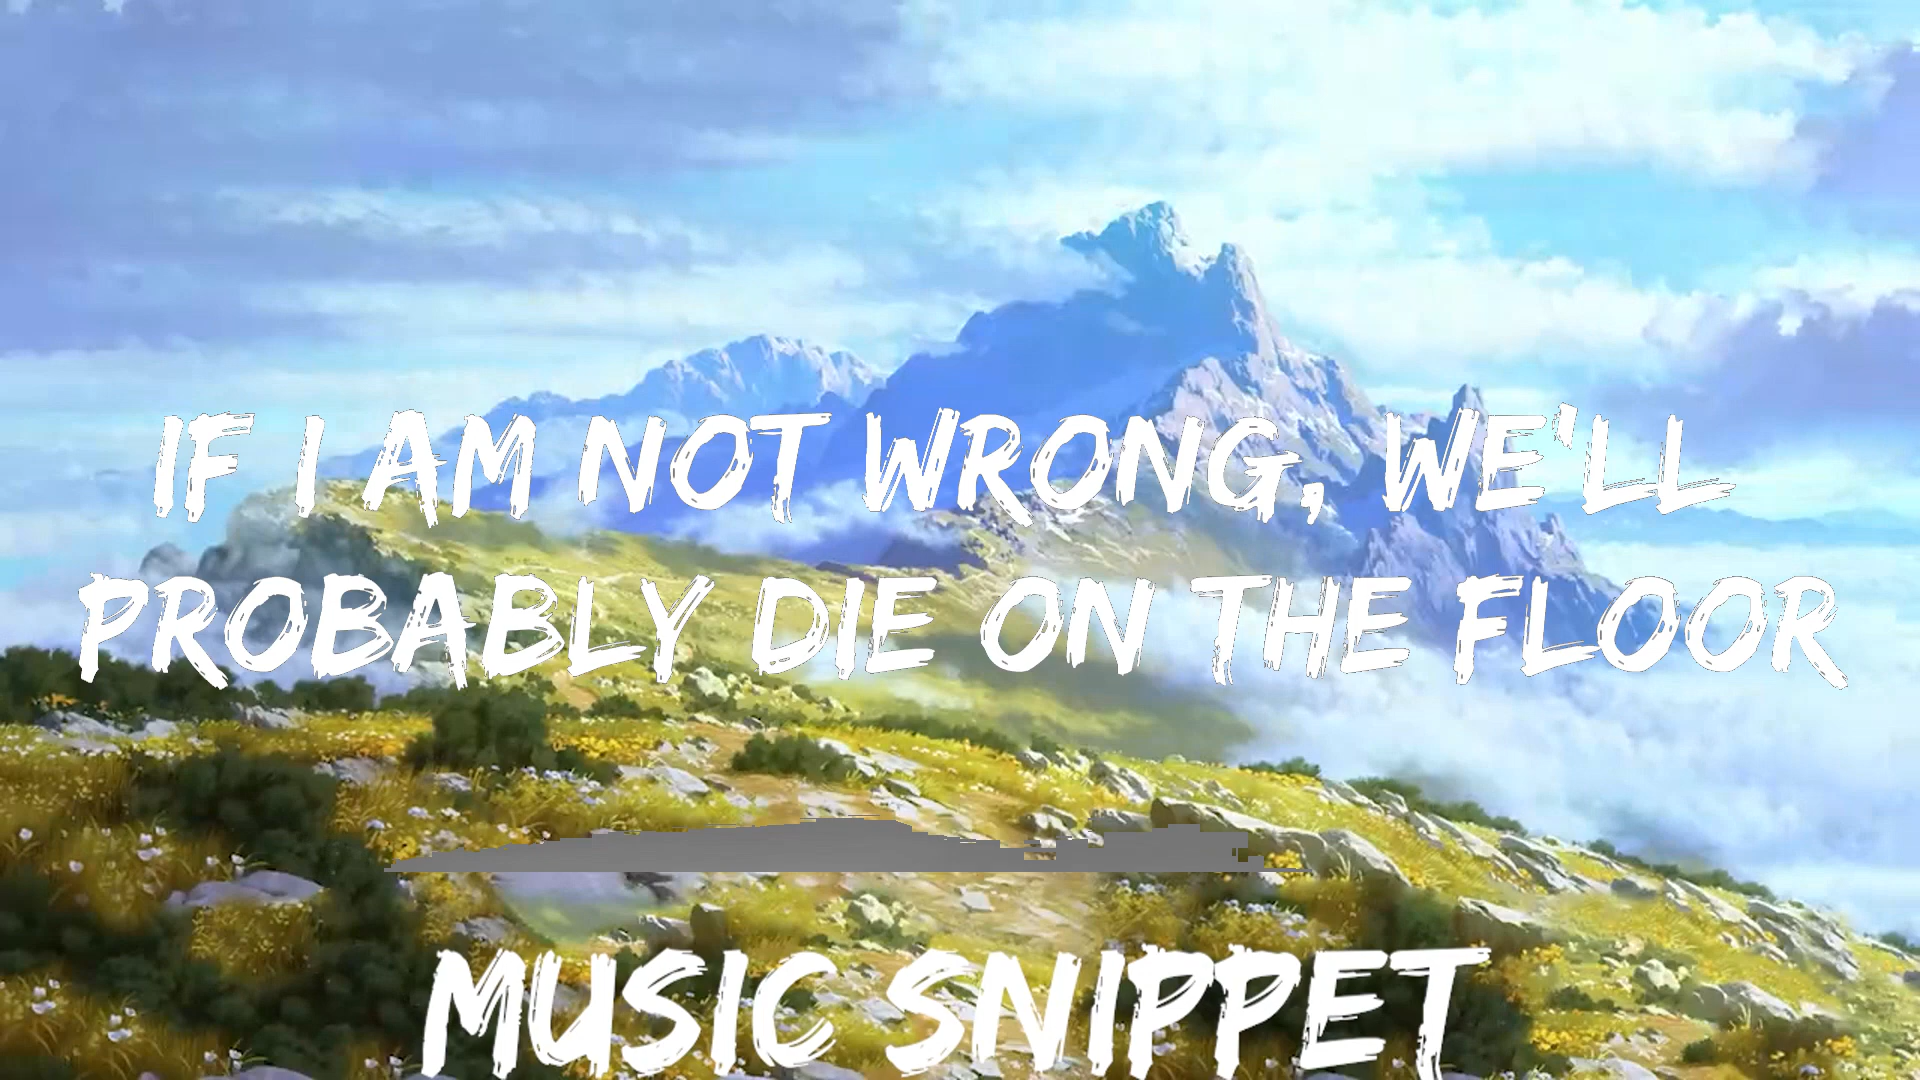 IF I AM NOT WRONG, WE'LL
PROBABLY DIE ON THE FLOOR
MUSIC SNIPPET